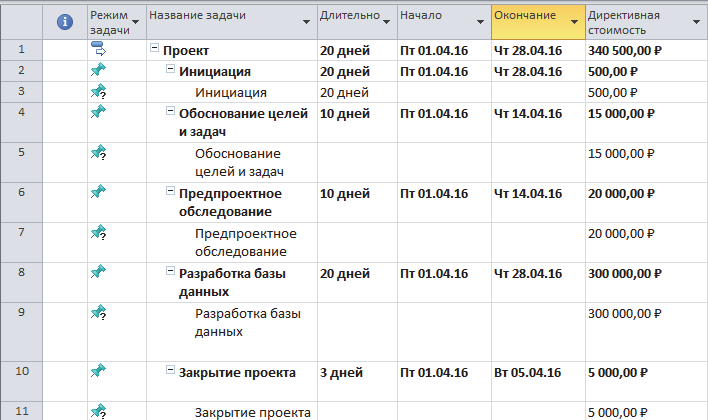 Режим задачи Название задачи Длительно Начало Окончание Директивная стоимость
1 Проект 20 дней Пт 01.04.16 Чт 28.04.16 340 500,00 ₽
2 Инициация 20 дней Пт 01.04.16 Чт 28.04.16 500,00 ₽
3 Инициация 20 дней 500,00 ₽
4 Обоснование целей 10 дней Пт 01.04.16 Чт 14.04.16 15 000,00 ₽
и задач
5 Обоснование 15 000,00 ₽
целей и задач
6 Предпроектное 10 дней Пт 01.04.16 Чт 14.04.16 20 000,00 ₽
обследование
7 Предпроектное 20 000,00 ₽
обследование
8 Разработка базы 20 дней Пт 01.04.16 Чт 28.04.16 300 000,00 ₽
данных
9 Разработка базы 300 000,00 ₽
данных
10 Закрытие проекта 3 дней Пт 01.04.16 Вт 05.04.16 5 000,00 ₽
11 Закрытие проекта 5 000,00 ₽